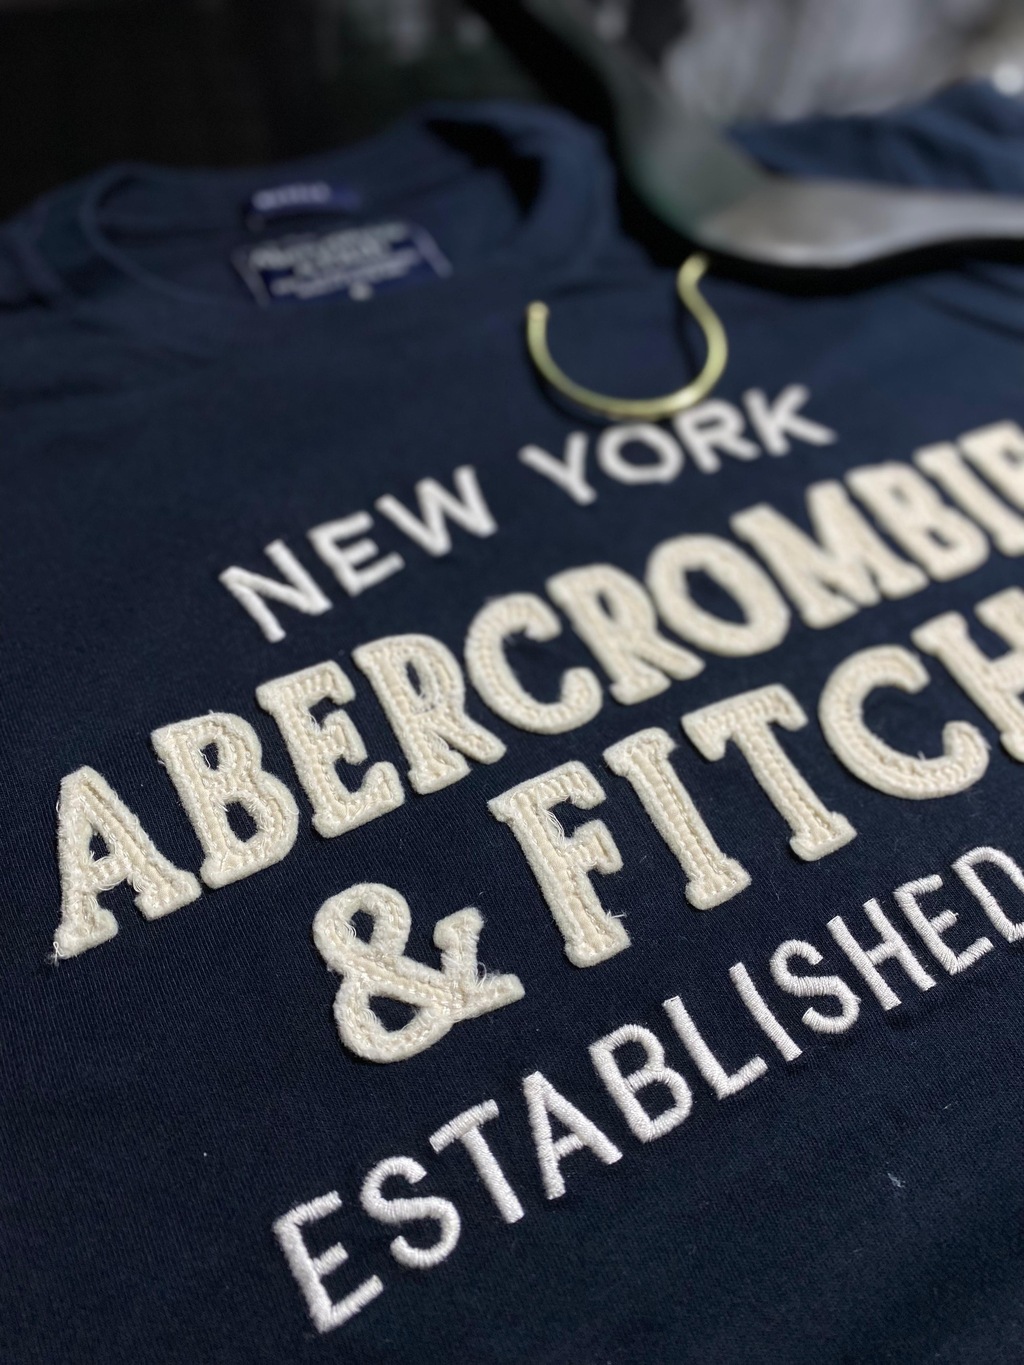 NEW YORK
ABERCROMBIE
& FITCH
ESTABLISHED